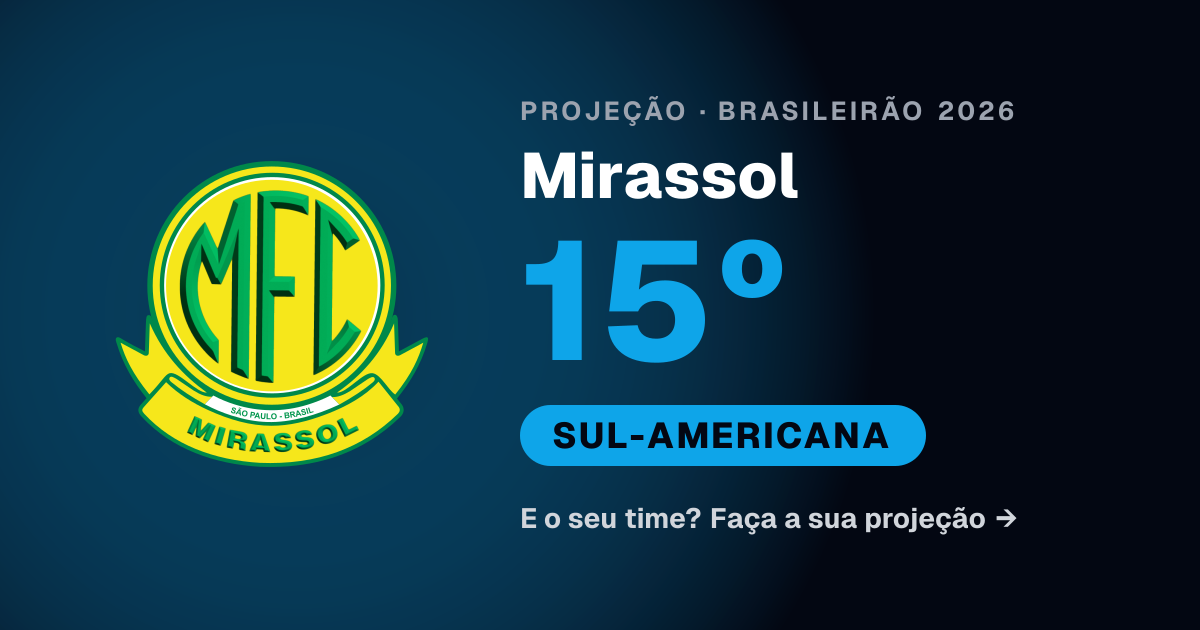 MFC
SÃO PAULO - BRASIL
MIRASSOL
PROJEÇÃO · BRASILEIRÃO 2026
Mirassol
15º
SUL-AMERICANA
E o seu time? Faça a sua projeção →